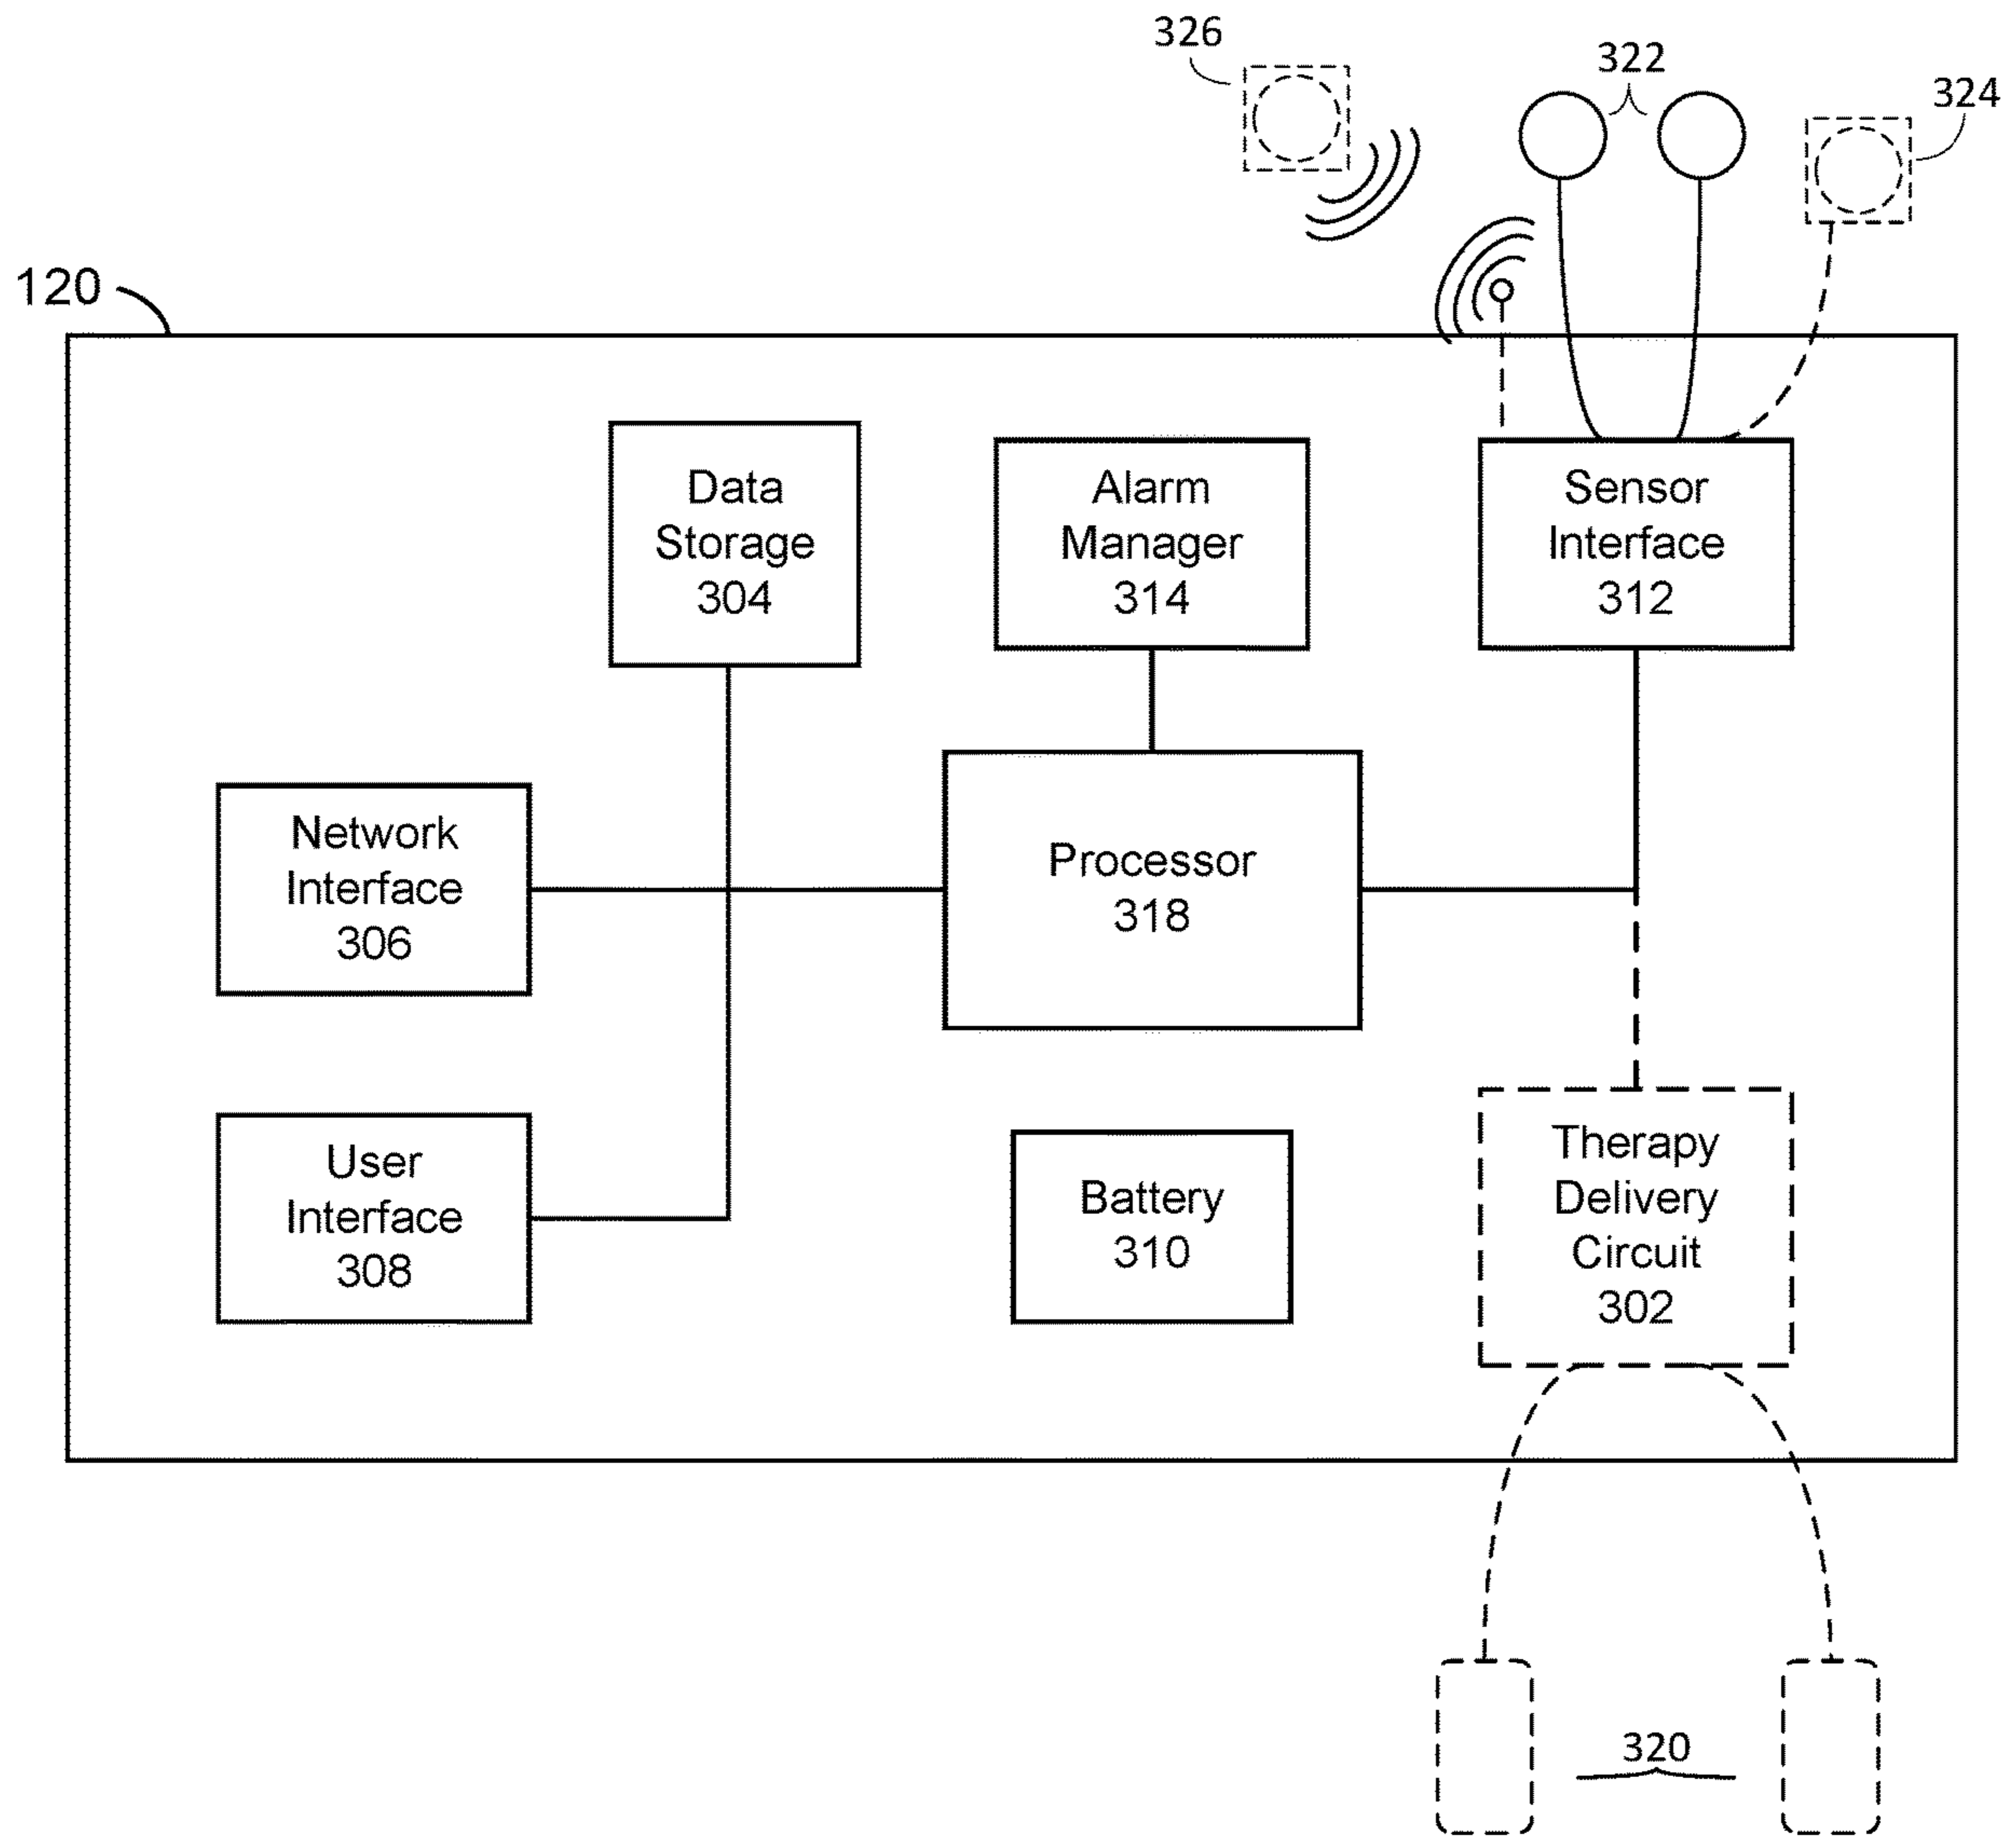 326
322
324
120
Data
Storage
304
Alarm
Manager
314
Sensor
Interface
312
Network
Interface
306
Processor
318
User
Interface
308
Battery
310
Therapy
Delivery
Circuit
302
320